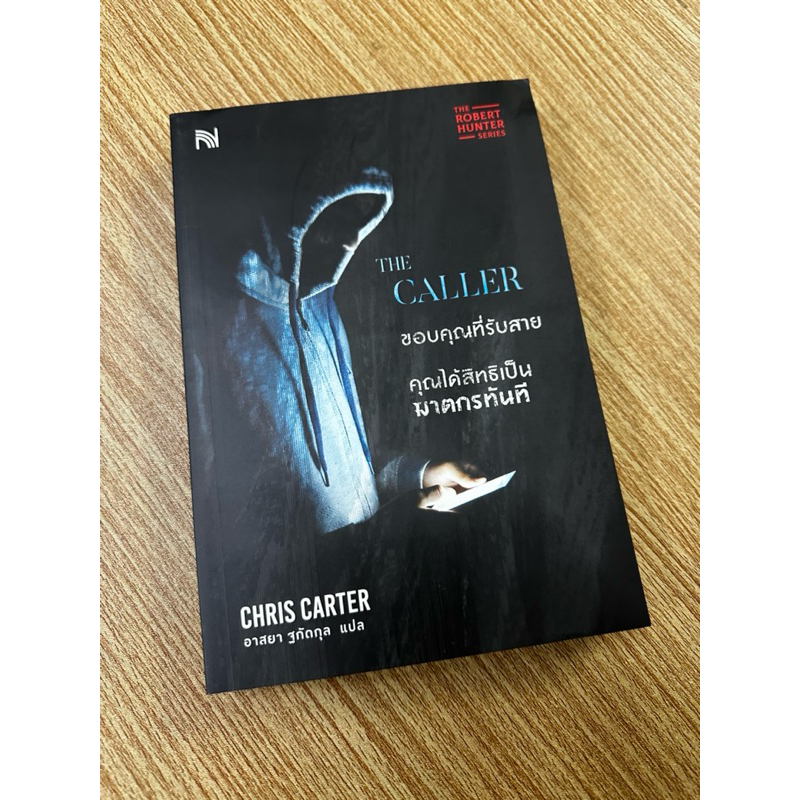 THE
ROBERT
HUNTER
SERIES
THE
CALLER
ขอบคุณที่รับสาย
คุณได้สิทธิเป็น
ฆาตกรทันที
CHRIS CARTER
อาสยา ฐกัดกุล แปล